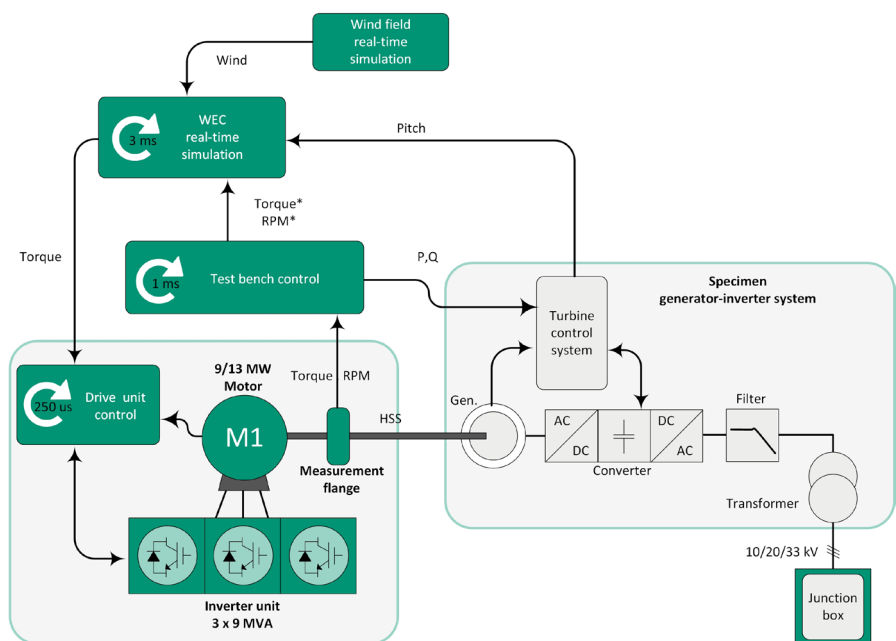 Wind field
real-time
simulation
Wind
WEC
real-time
simulation
3 ms
Pitch
Torque*
RPM*
Torque
Test bench control
1 ms
P,Q
Specimen
generator-inverter system
Turbine
control
system
9/13 MW
Motor
Torque
RPM
Drive unit
control
250 us
M1
HSS
Gen.
Measurement
flange
AC
DC
DC
AC
Converter
Filter
Transformer
10/20/33 kV
Inverter unit
3 x 9 MVA
Junction
box